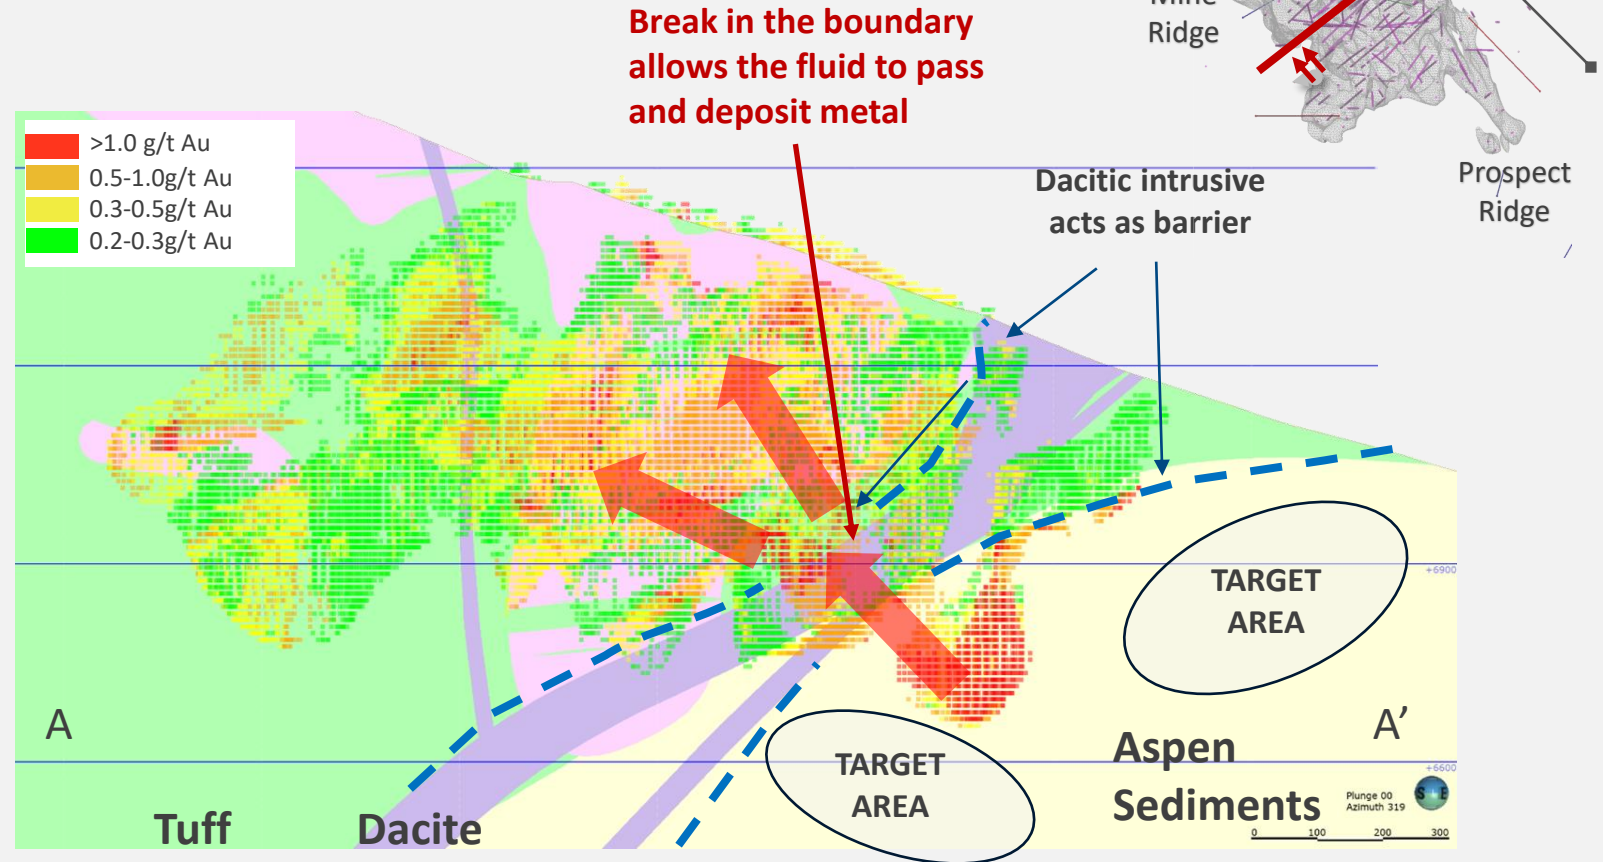 Break in the boundary
allows the fluid to pass
and deposit metal
Mine
Ridge
Prospect
Ridge
>1.0 g/t Au
0.5-1.0g/t Au
0.3-0.5g/t Au
0.2-0.3g/t Au
Dacitic intrusive
acts as barrier
+6900
TARGET
AREA
A
A’
Aspen
Sediments
TARGET
AREA
+6600
Plunge 00
Azimuth 319
S E
0 100 200 300
Tuff
Dacite